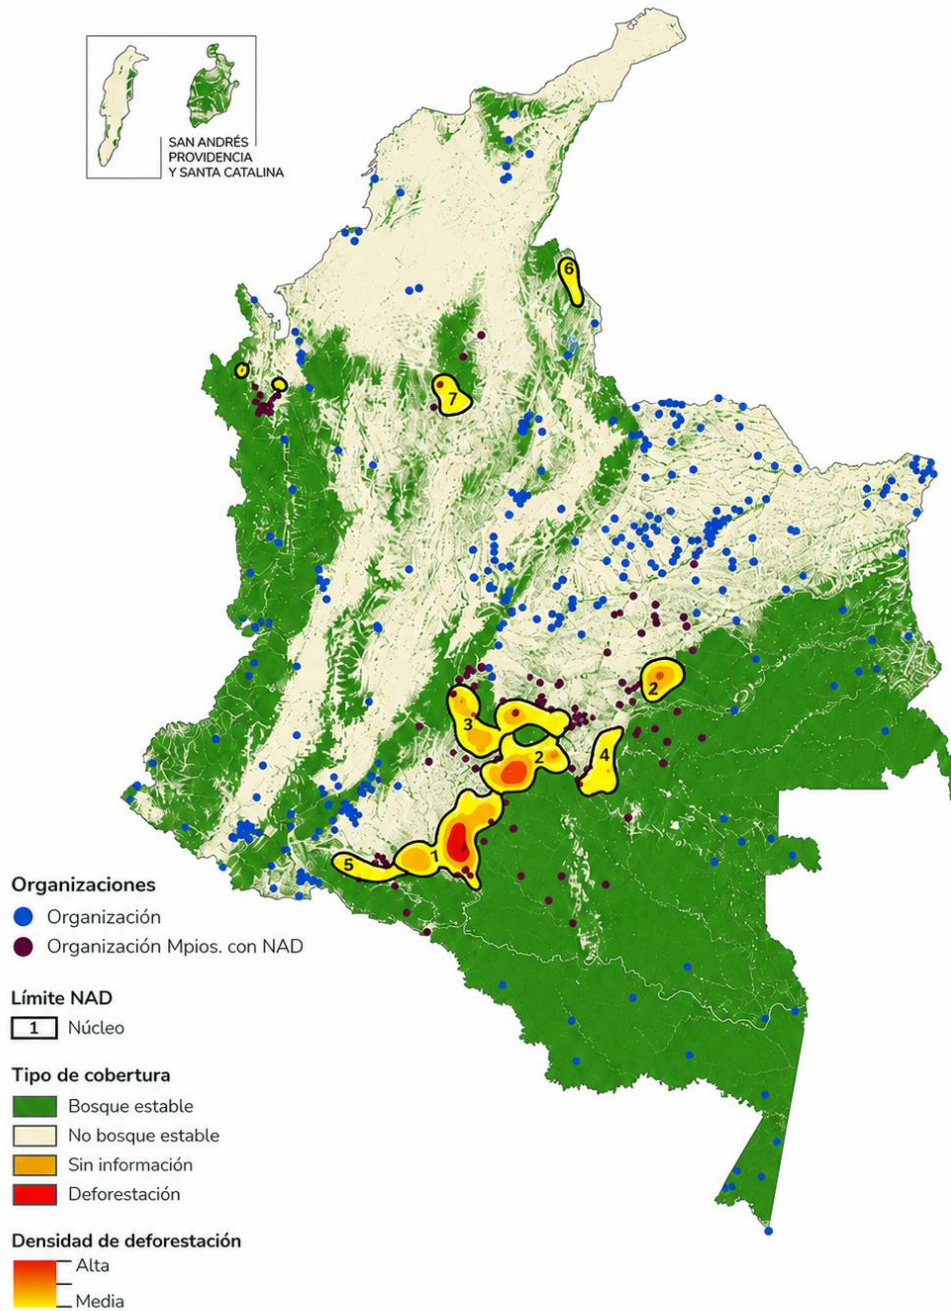 SAN ANDRÉS
PROVIDENCIA
Y SANTA CATALINA
6
7
2
3
2
4
1
5
Organizaciones
Organización
Organización Mpios. con NAD
Límite NAD
1 Núcleo
Tipo de cobertura
Bosque estable
No bosque estable
Sin información
Deforestación
Densidad de deforestación
Alta
Media